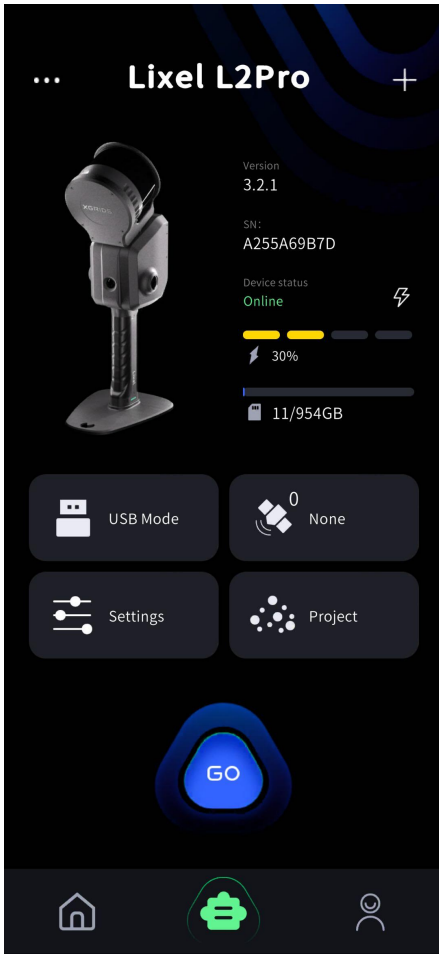 Lixel L2Pro
Version
3.2.1
SN:
A255A69B7D
Device status
Online
30%
11/954GB
XGRIDS
USB Mode
0
None
Settings
Project
GO